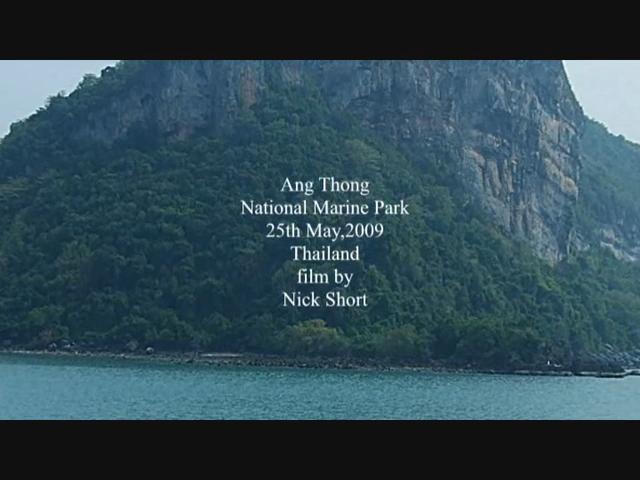 Ang Thong
National Marine Park
25th May,2009
Thailand
film by
Nick Short